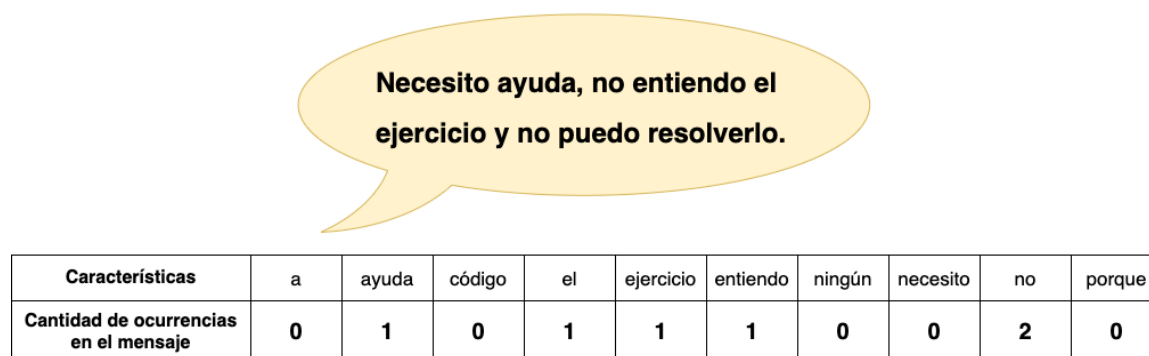 Necesito ayuda, no entiendo el
ejercicio y no puedo resolverlo.
Características a ayuda código el ejercicio entiendo ningún necesito no porque
Cantidad de ocurrencias
en el mensaje 0 1 0 1 1 1 0 0 2 0